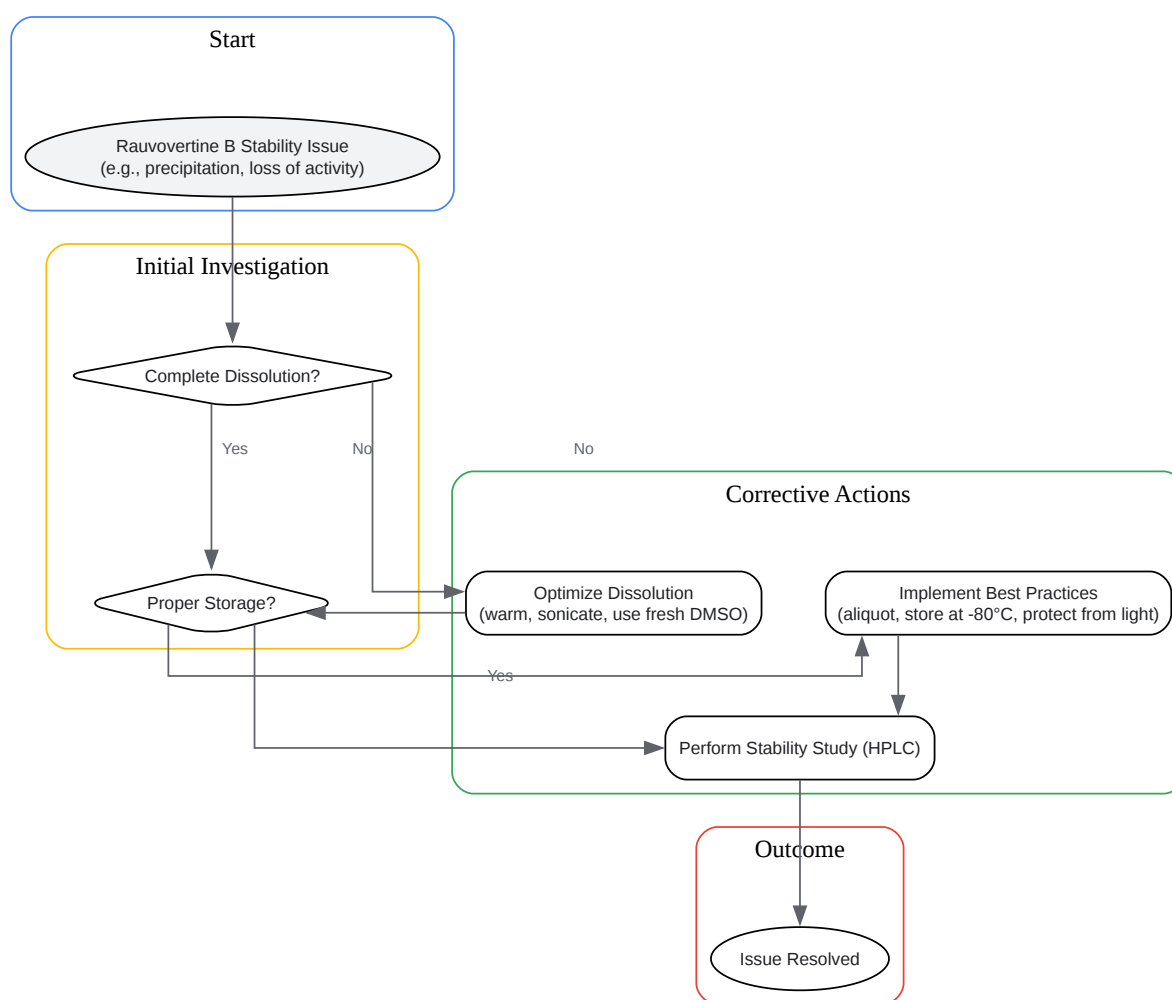 Start
Rauvovertine B Stability Issue
(e.g., precipitation, loss of activity)
Initial Investigation
Complete Dissolution?
Yes
No
No
Corrective Actions
Optimize Dissolution
(warm, sonicate, use fresh DMSO)
Implement Best Practices
(aliquot, store at -80°C, protect from light)
Proper Storage?
Yes
Perform Stability Study (HPLC)
Outcome
Issue Resolved